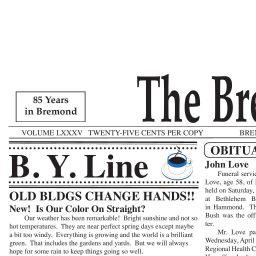 85 Years
in Bremond
The Bre
VOLUME LXXXV TWENTY-FIVE CENTS PER COPY BREM
B. Y. Line
OLD BLDGS CHANGE HANDS!!
New! Is Our Color On Straight?
Our weather has been remarkable! Bright sunshine and not so
hot temperatures. They are near perfect spring days except maybe
a bit too windy. Everything is growing and the world is a brilliant
green. That includes the gardens and yards. But we will always
hope for some rain to keep things going so well.
OBITUA
John Love
Funeral servic
Love, age 58, of
held on Saturday,
at Bethlehem B
in Hammond. Th
Bush was the off
ter.
Mr. Love pa
Wednesday, April
Regional Health C